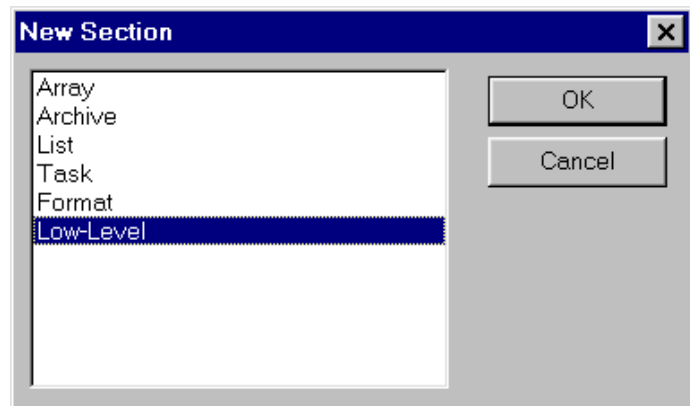 New Section
Array
Archive
List
Task
Format
Low-Level
OK
Cancel